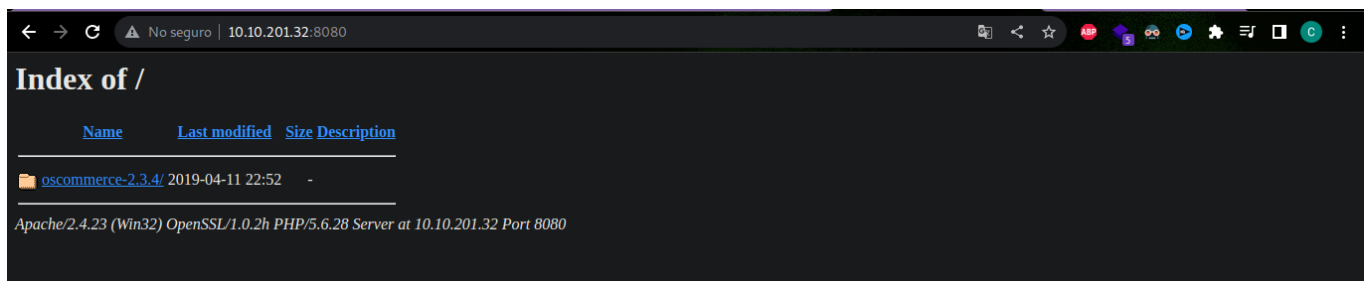 No seguro | 10.10.201.32:8080
ABP 5 C
Index of /
Name Last modified Size Description
oscommerce-2.3.4/ 2019-04-11 22:52 -
Apache/2.4.23 (Win32) OpenSSL/1.0.2h PHP/5.6.28 Server at 10.10.201.32 Port 8080